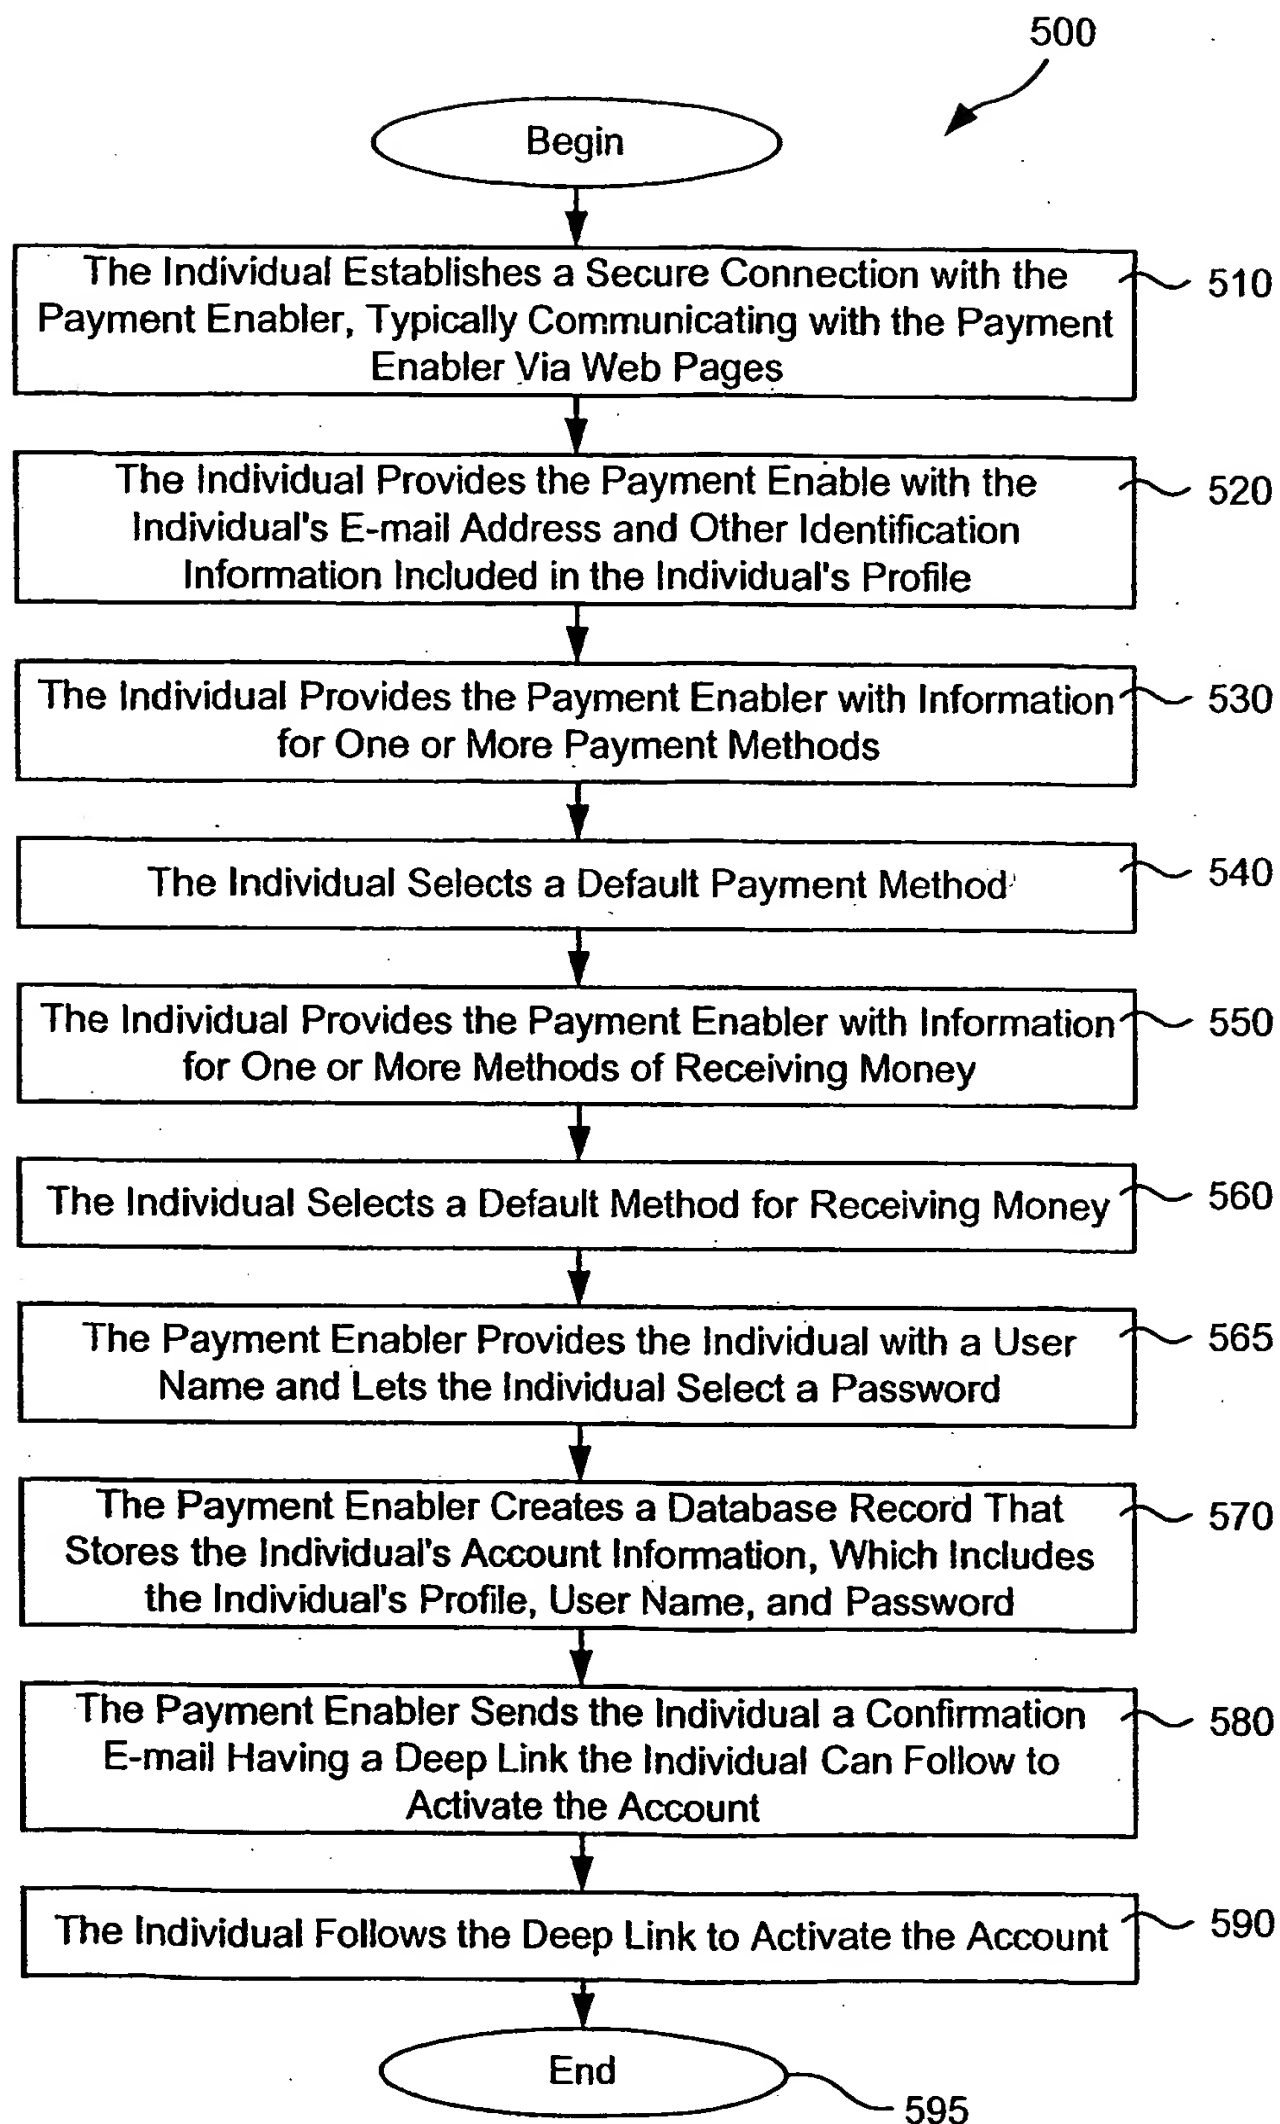 500
Begin
The Individual Establishes a Secure Connection with the
Payment Enabler, Typically Communicating with the Payment
Enabler Via Web Pages
510
The Individual Provides the Payment Enable with the
Individual's E-mail Address and Other Identification
Information Included in the Individual's Profile
520
The Individual Provides the Payment Enabler with Information
for One or More Payment Methods
530
The Individual Selects a Default Payment Method
540
The Individual Provides the Payment Enabler with Information
for One or More Methods of Receiving Money
550
The Individual Selects a Default Method for Receiving Money
560
The Payment Enabler Provides the Individual with a User
Name and Lets the Individual Select a Password
565
The Payment Enabler Creates a Database Record That
Stores the Individual's Account Information, Which Includes
the Individual's Profile, User Name, and Password
570
The Payment Enabler Sends the Individual a Confirmation
E-mail Having a Deep Link the Individual Can Follow to
Activate the Account
580
The Individual Follows the Deep Link to Activate the Account
590
End
595